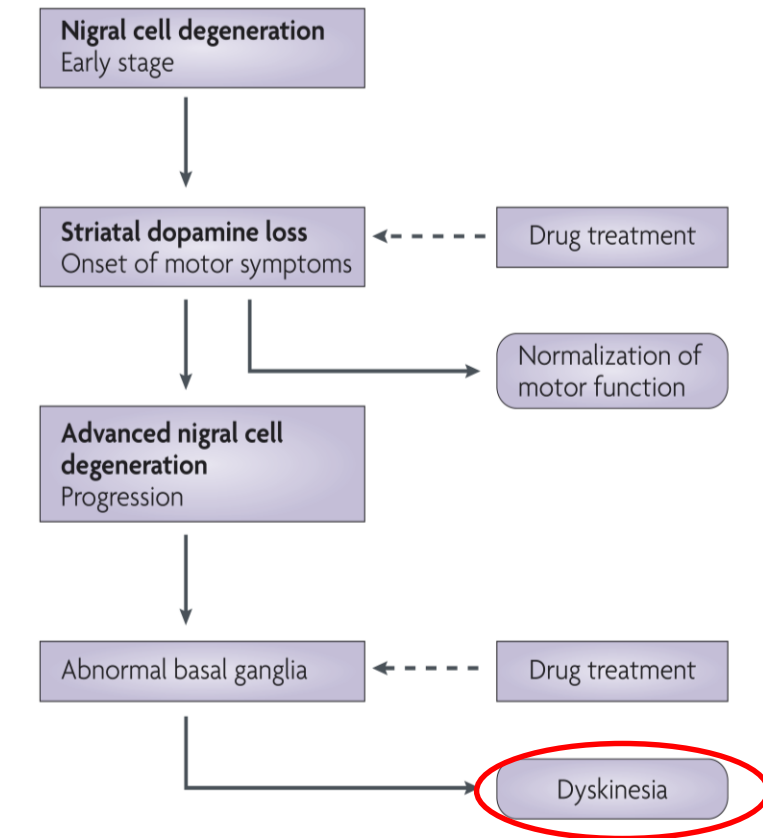 Nigral cell degeneration
Early stage
Striatal dopamine loss
Onset of motor symptoms
Drug treatment
Normalization of
motor function
Advanced nigral cell
degeneration
Progression
Abnormal basal ganglia
Drug treatment
Dyskinesia